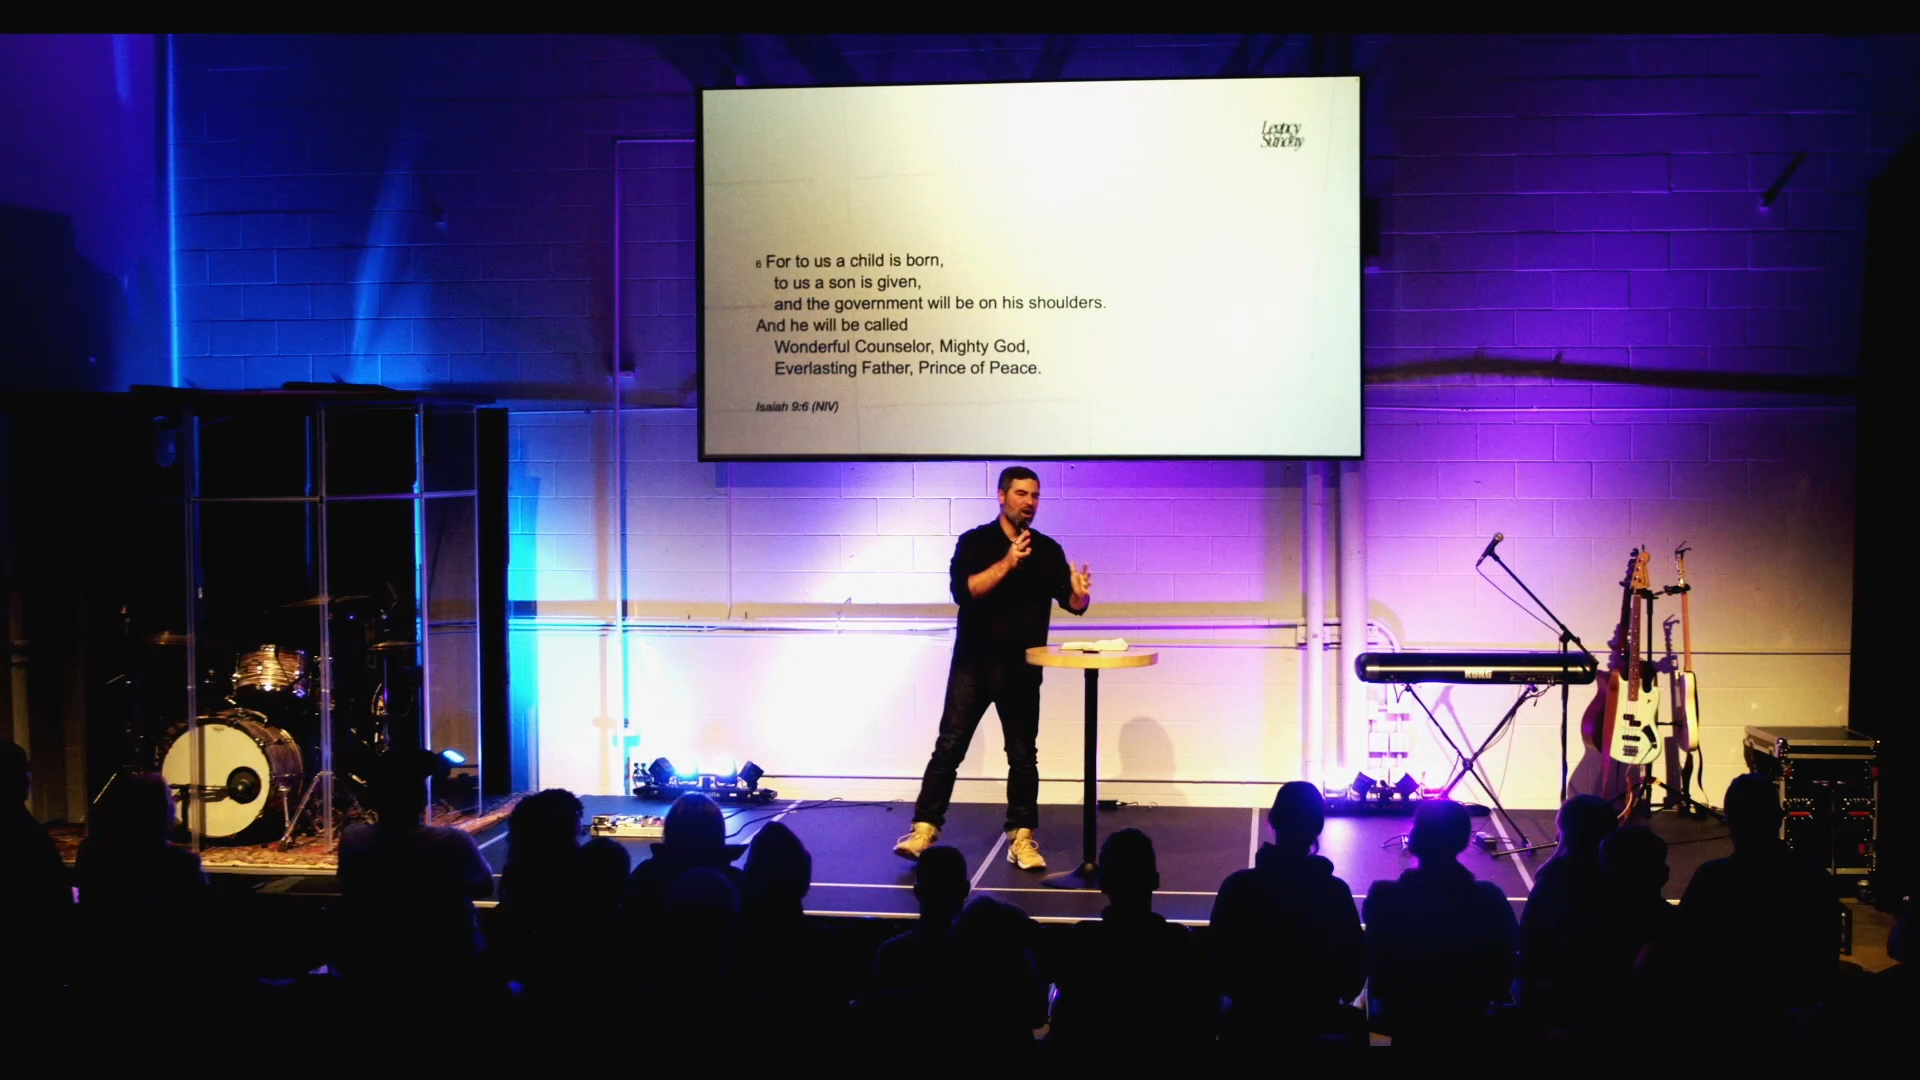 Legacy
Sunday
6 For to us a child is born,
to us a son is given,
and the government will be on his shoulders.
And he will be called
Wonderful Counselor, Mighty God,
Everlasting Father, Prince of Peace.
Isaiah 9:6 (NIV)
KORG